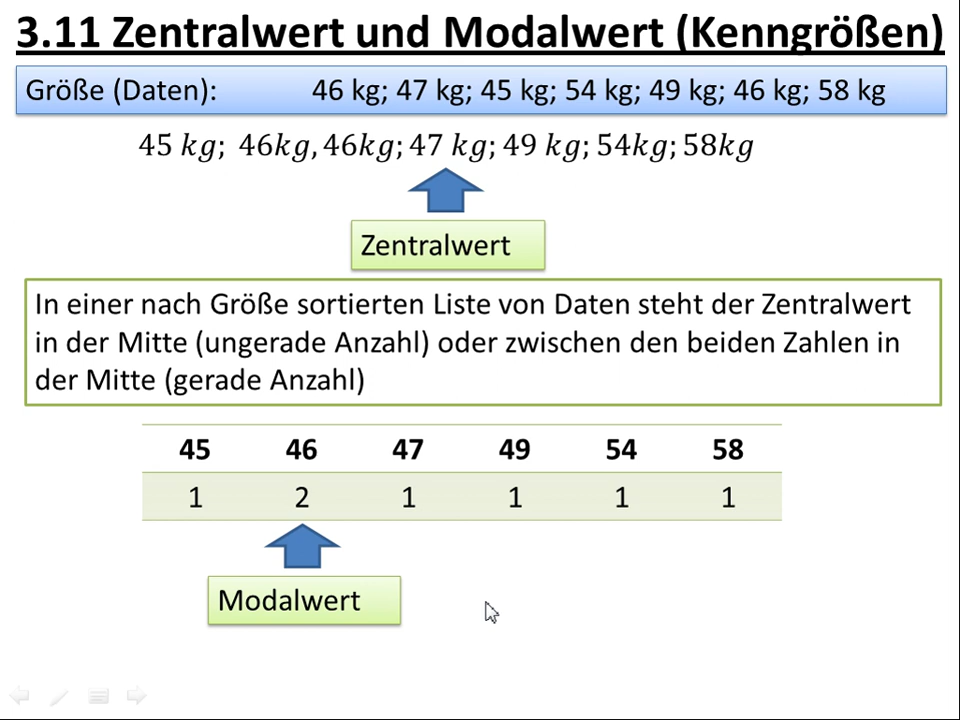 3.11 Zentralwert und Modalwert (Kenngrößen)
Größe (Daten): 46 kg; 47 kg; 45 kg; 54 kg; 49 kg; 46 kg; 58 kg
45 kg; 46kg, 46kg; 47 kg; 49 kg; 54kg; 58kg
Zentralwert
In einer nach Größe sortierten Liste von Daten steht der Zentralwert
in der Mitte (ungerade Anzahl) oder zwischen den beiden Zahlen in
der Mitte (gerade Anzahl)
45 46 47 49 54 58
1 2 1 1 1 1
Modalwert